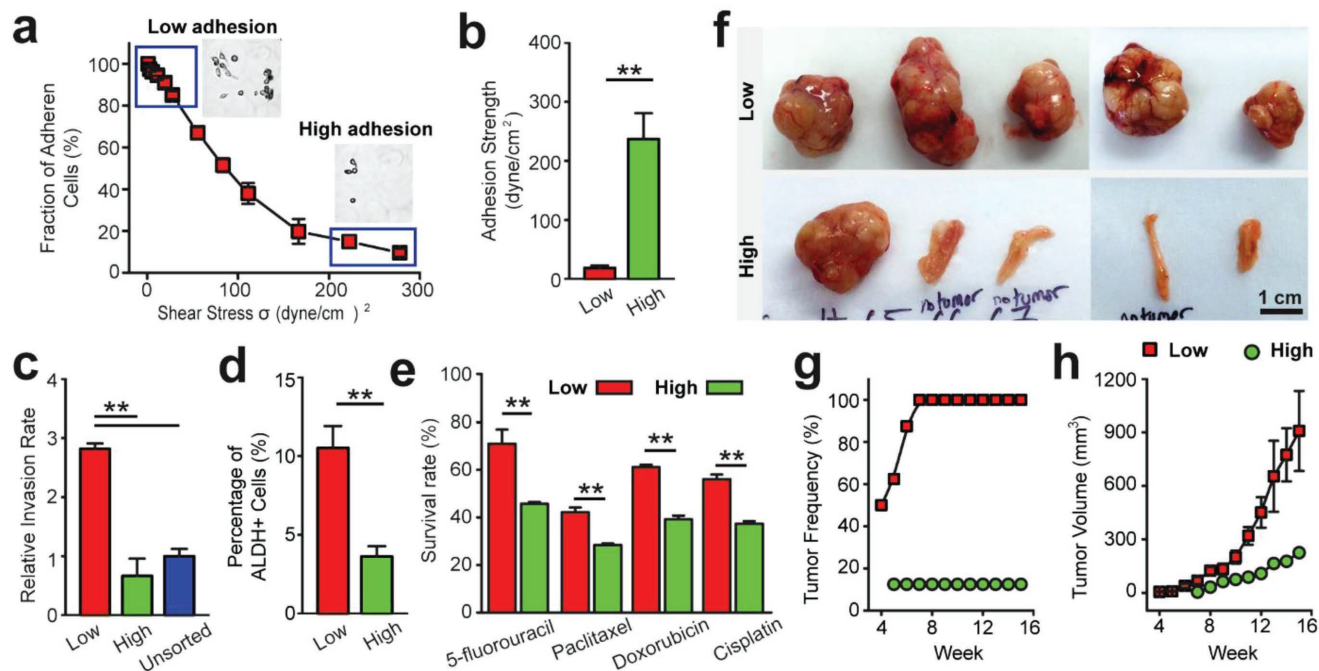 a
Low adhesion
High adhesion
Fraction of Adheren
Cells (%)
100
80
60
40
20
0
0
100
200
300
Shear Stress σ (dyne/cm ) 2
b
Adhesion Strength
(dyne/cm2)
400
300
200
100
0
**
Low
High
f
Low
High
no tumor
no tumor
no tumor
1 cm
c
Relative Invasion Rate
4
3
2
1
0
**
Low
High
Unsorted
d
Percentage of
ALDH+ Cells (%)
15
10
5
0
**
Low
High
e
Low
High
Survival rate (%)
100
80
60
40
20
0
**
**
**
**
5-fluorouracil
Paclitaxel
Doxorubicin
Cisplatin
g
Tumor Frequency (%)
100
80
60
40
20
0
4
8
12
16
Week
h
Low
High
Tumor Volume (mm3)
1200
900
600
300
0
4
8
12
16
Week